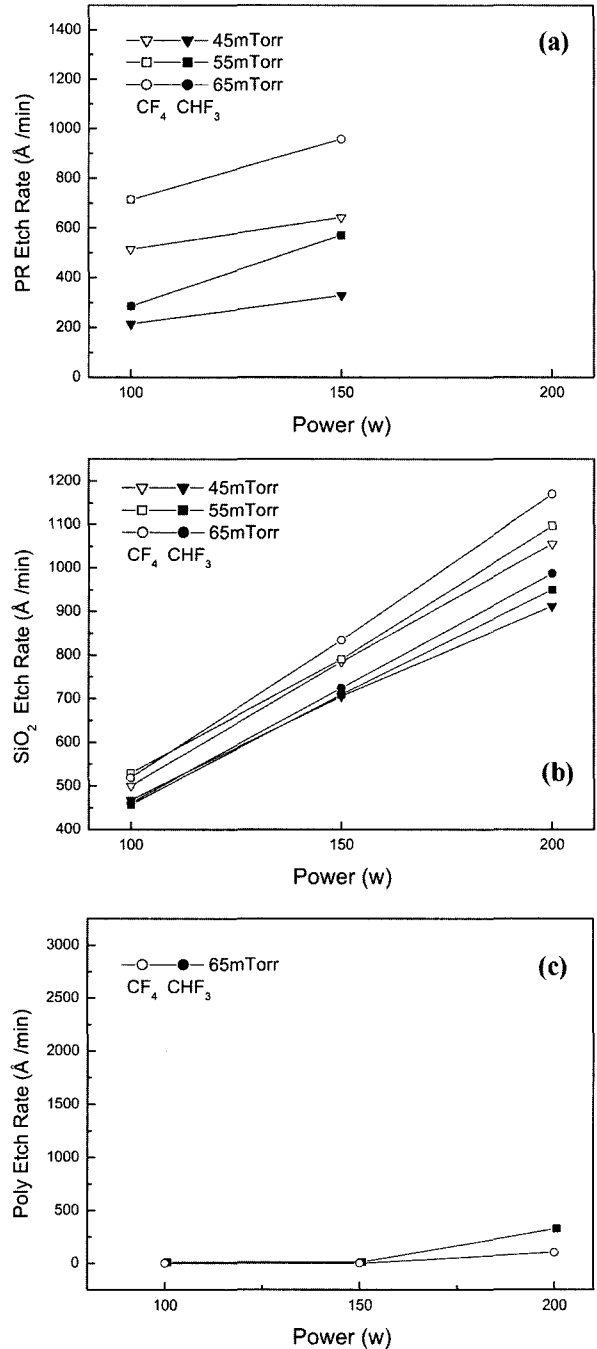 1400
1200
1000
800
600
400
200
0
PR Etch Rate (Å /min)
(a)
45mTorr
55mTorr
65mTorr
CF4 CHF3
100 150 200
Power (w)
1200
1100
1000
900
800
700
600
500
400
SiO2 Etch Rate (Å /min)
45mTorr
55mTorr
65mTorr
CF4 CHF3
(b)
100 150 200
Power (w)
3000
2500
2000
1500
1000
500
0
Poly Etch Rate (Å /min)
65mTorr
CF4 CHF3
(c)
100 150 200
Power (w)